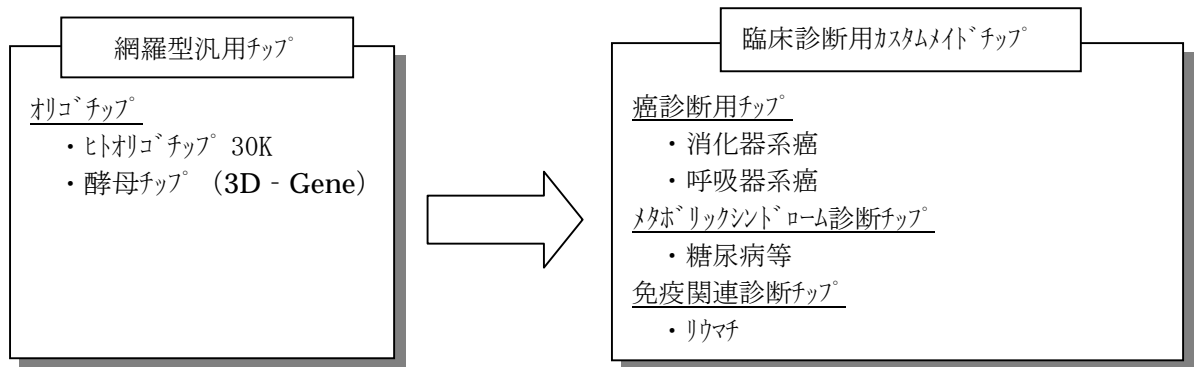 網羅型汎用ﾁｯﾌﾟ
ｵﾘｺﾞﾁｯﾌﾟ
・ﾋﾄｵﾘｺﾞﾁｯﾌﾟ 30K
・酵母ﾁｯﾌﾟ （3D‐Gene）
臨床診断用ｶｽﾀﾑﾒｲﾄﾞﾁｯﾌﾟ
癌診断用ﾁｯﾌﾟ
・消化器系癌
・呼吸器系癌
ﾒﾀﾎﾞﾘｯｸｼﾝﾄﾞﾛｰﾑ診断ﾁｯﾌﾟ
・糖尿病等
免疫関連診断ﾁｯﾌﾟ
・ﾘｳﾏﾁ